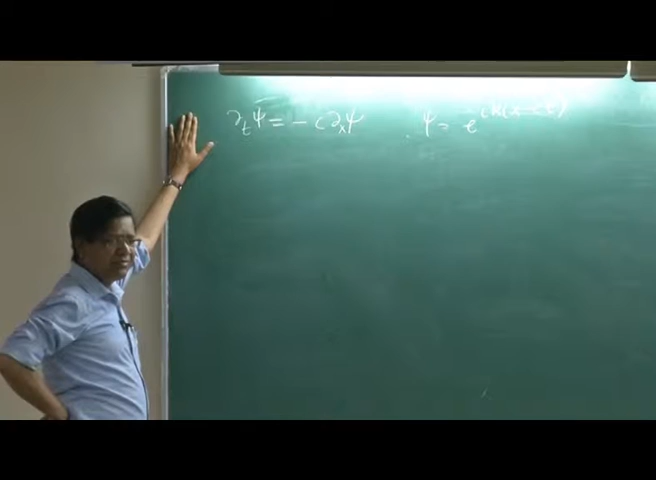 ∂ₜψ = - c∂ₓψ
ψ = e^{ik(x-ct)}